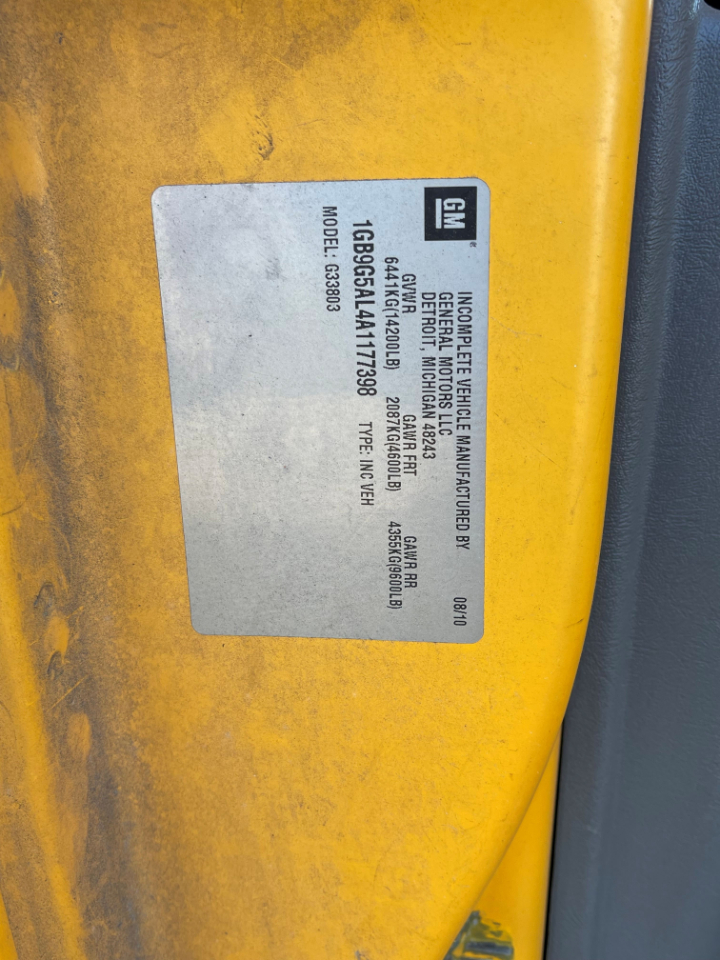 GM®
INCOMPLETE VEHICLE MANUFACTURED BY 08/10
GENERAL MOTORS LLC
DETROIT, MICHIGAN 48243
GVWR GAWR FRT GAWR RR
6441KG(14200LB) 2087KG(4600LB) 4355KG(9600LB)
1GB9G5AL4A1177398 TYPE: INC VEH
MODEL: G33803